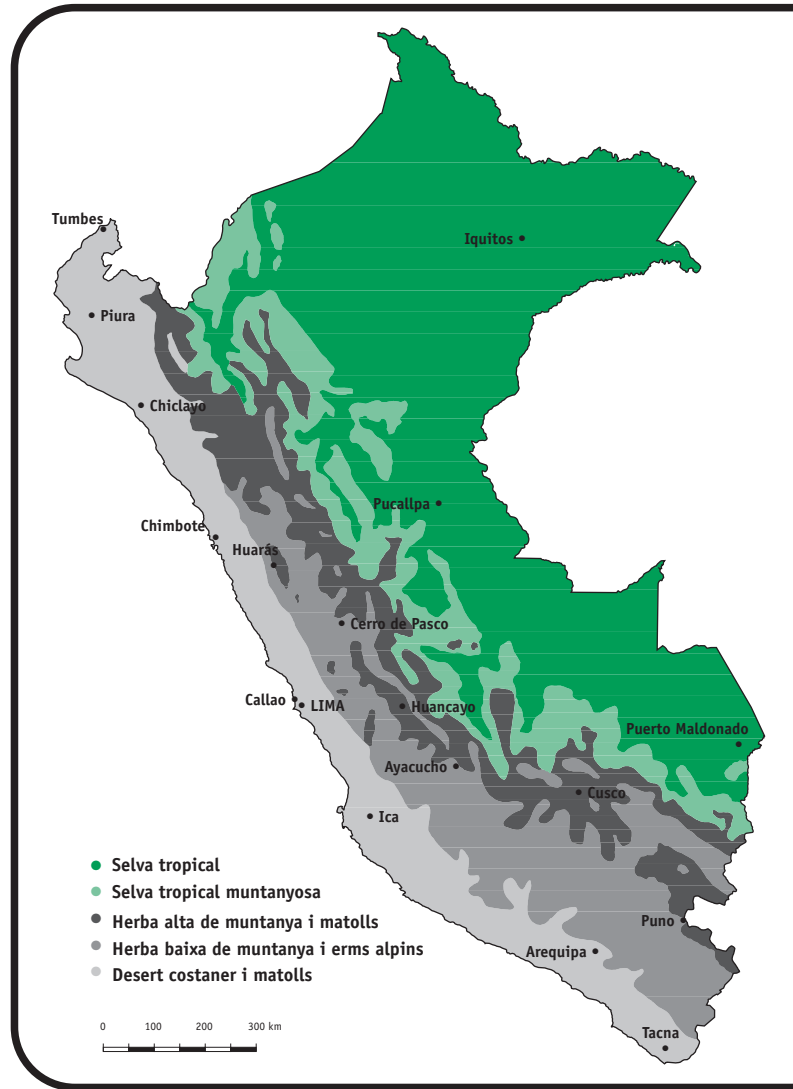 Tumbes
Iquitos
Piura
Chiclayo
Pucallpa
Chimbote
Huarás
Cerro de Pasco
Callao
LIMA
Huancayo
Puerto Maldonado
Ayacucho
Cusco
Ica
Selva tropical
Selva tropical muntanyosa
Herba alta de muntanya i matolls
Puno
Herba baixa de muntanya i erms alpins
Arequipa
Desert costaner i matolls
0 100 200 300 km
Tacna